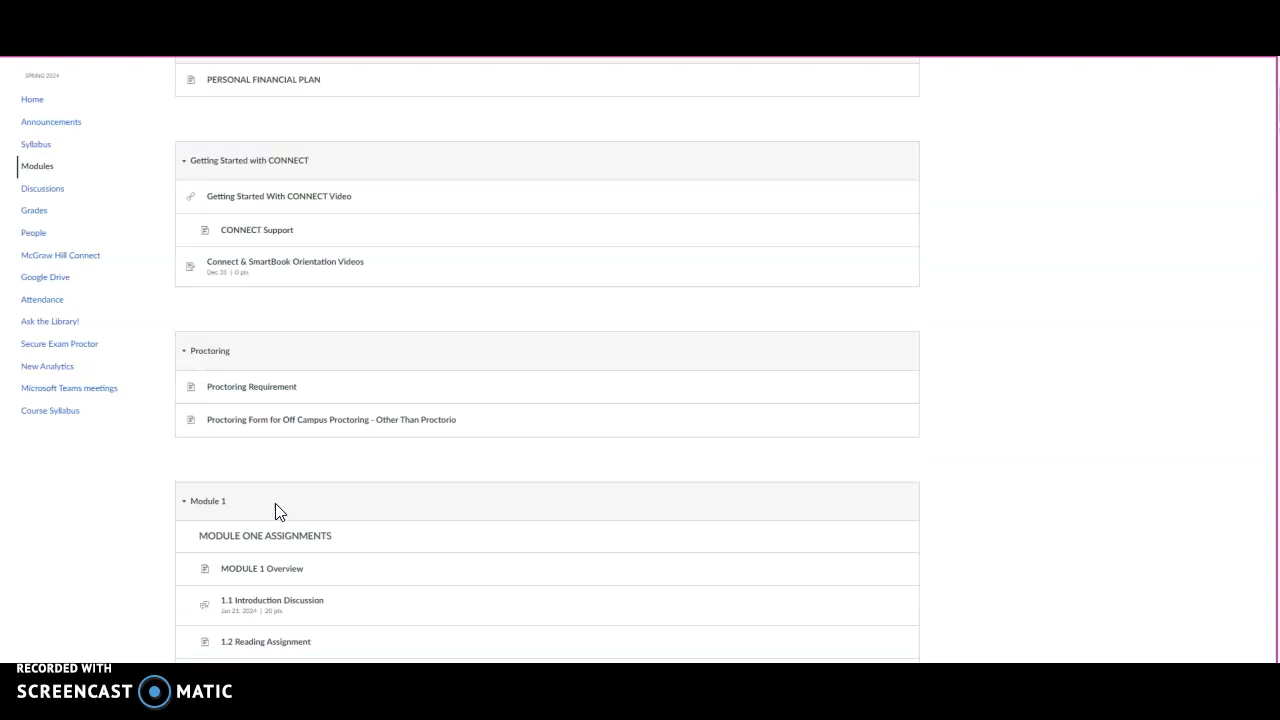 SPRING 2024
Home
Announcements
Syllabus
Modules
Discussions
Grades
People
McGraw Hill Connect
Google Drive
Attendance
Ask the Library!
Secure Exam Proctor
New Analytics
Microsoft Teams meetings
Course Syllabus
PERSONAL FINANCIAL PLAN
Getting Started with CONNECT
Getting Started With CONNECT Video
CONNECT Support
Connect & SmartBook Orientation Videos
Dec 31 | 0 pts
Proctoring
Proctoring Requirement
Proctoring Form for Off Campus Proctoring - Other Than Proctorio
Module 1
MODULE ONE ASSIGNMENTS
MODULE 1 Overview
1.1 Introduction Discussion
Jan 21, 2024 | 20 pts
1.2 Reading Assignment
RECORDED WITH
SCREENCAST MATIC